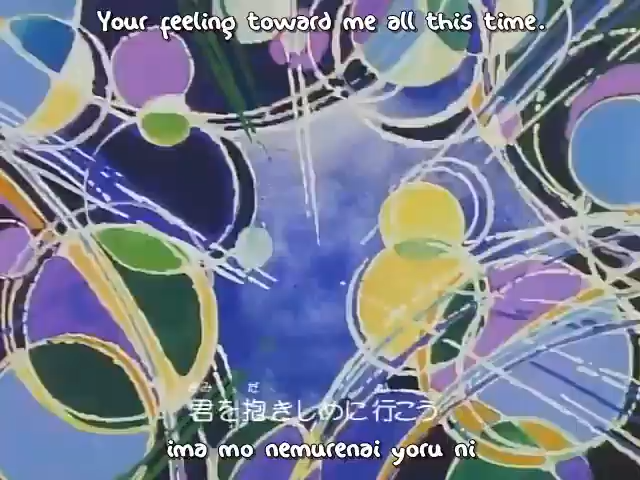 Your feeling toward me all this time.
君を抱きしめに行こう
ima mo nemurenai yoru ni